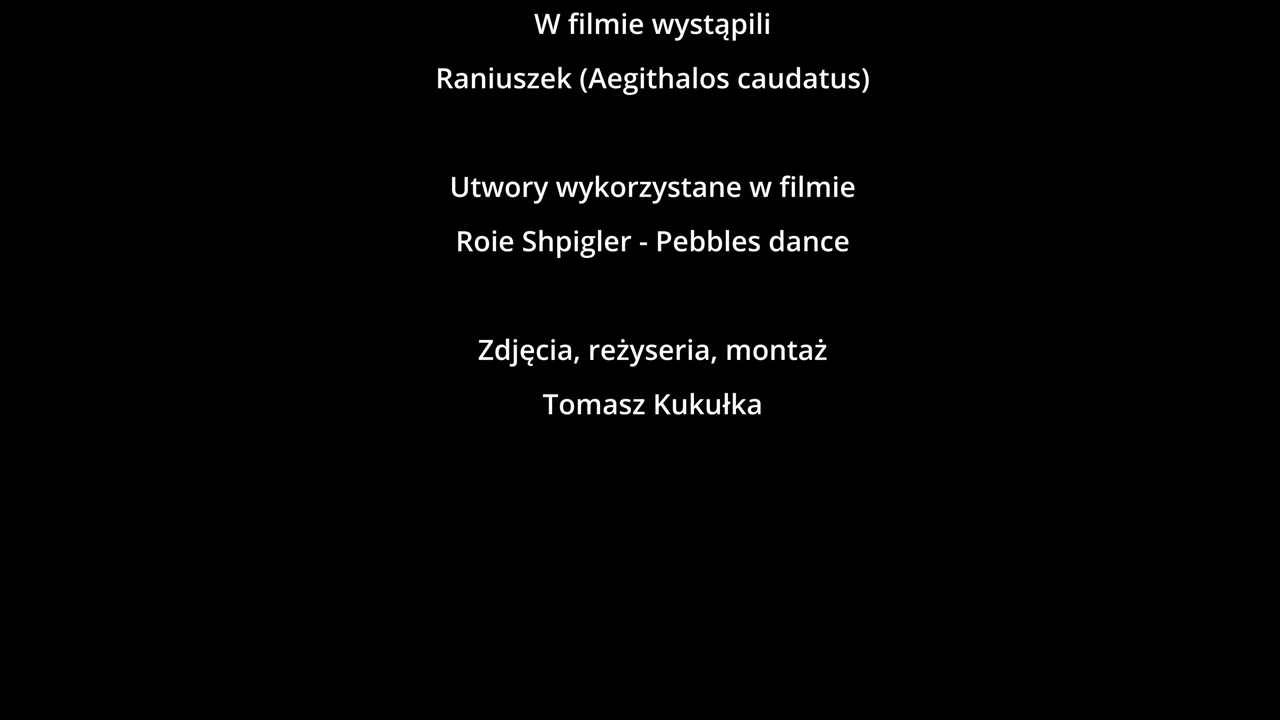 W filmie wystąpili
Raniuszek (Aegithalos caudatus)
Utwory wykorzystane w filmie
Roie Shpigler - Pebbles dance
Zdjęcia, reżyseria, montaż
Tomasz Kukułka